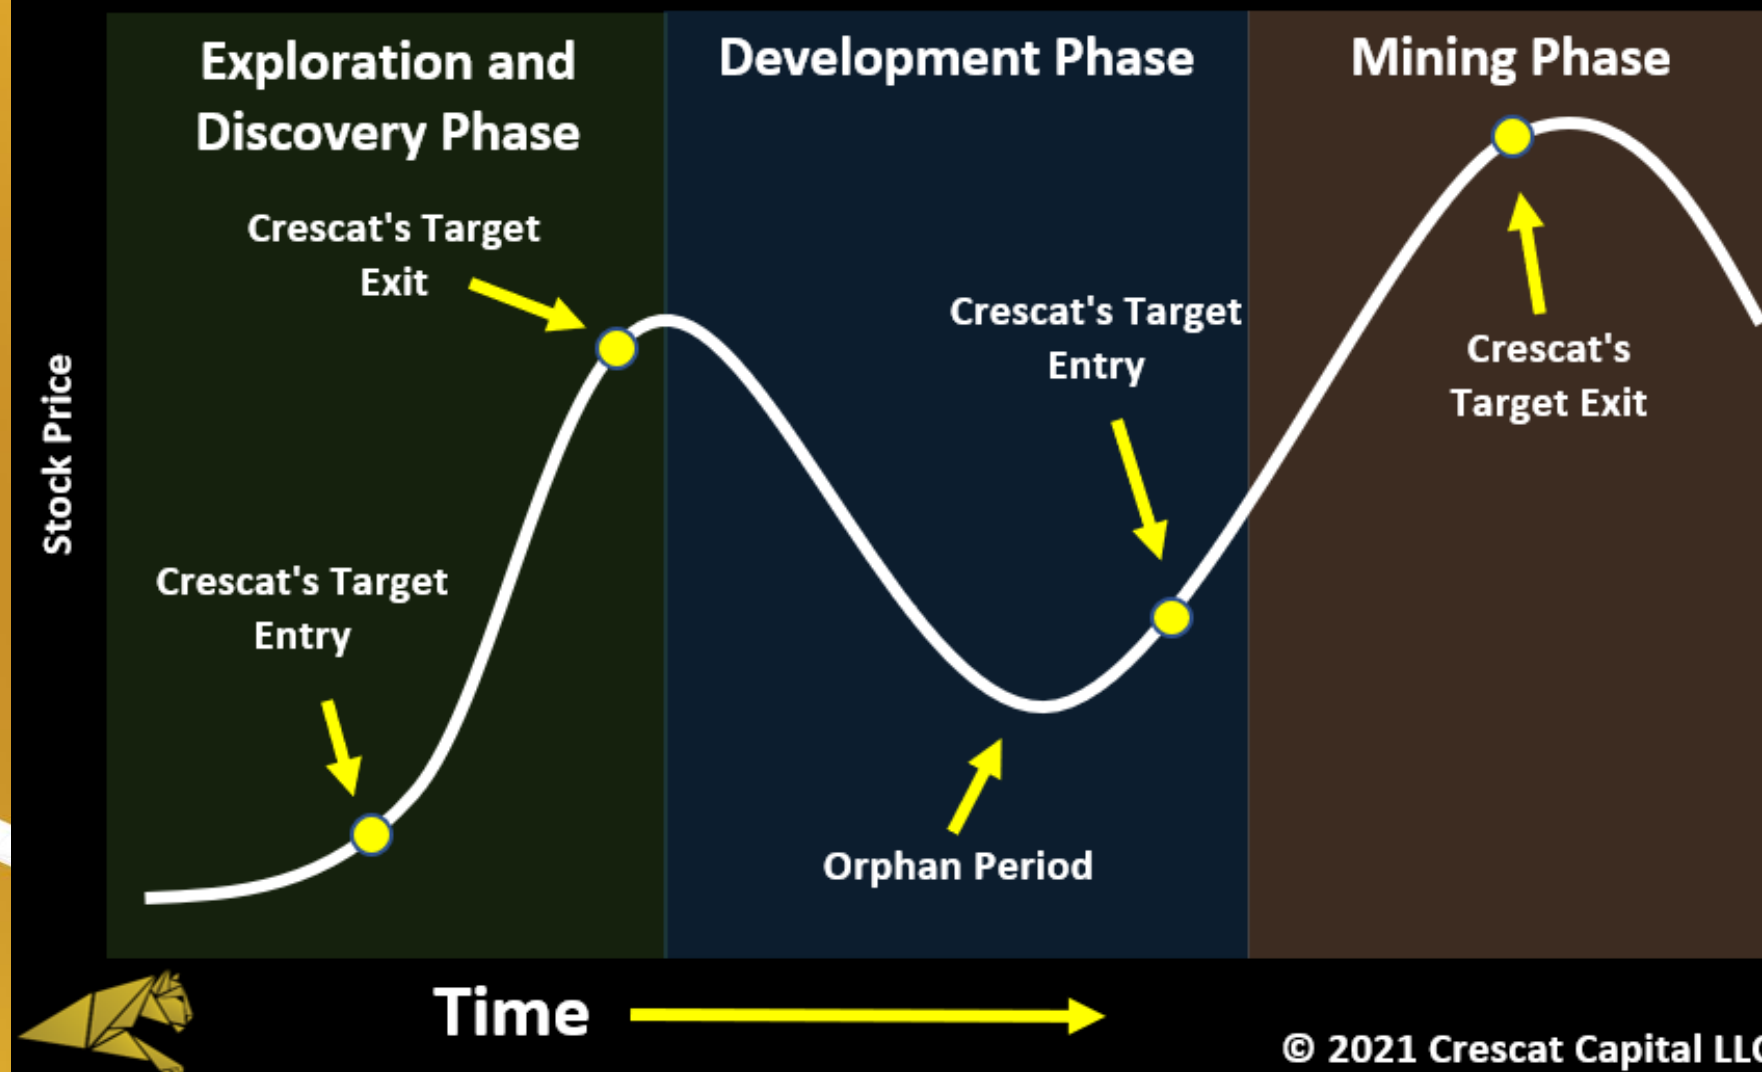 Exploration and
Discovery Phase
Development Phase
Mining Phase
Crescat's Target
Exit
Crescat's Target
Entry
Crescat's
Target Exit
Stock Price
Crescat's Target
Entry
Orphan Period
Time
© 2021 Crescat Capital LLC